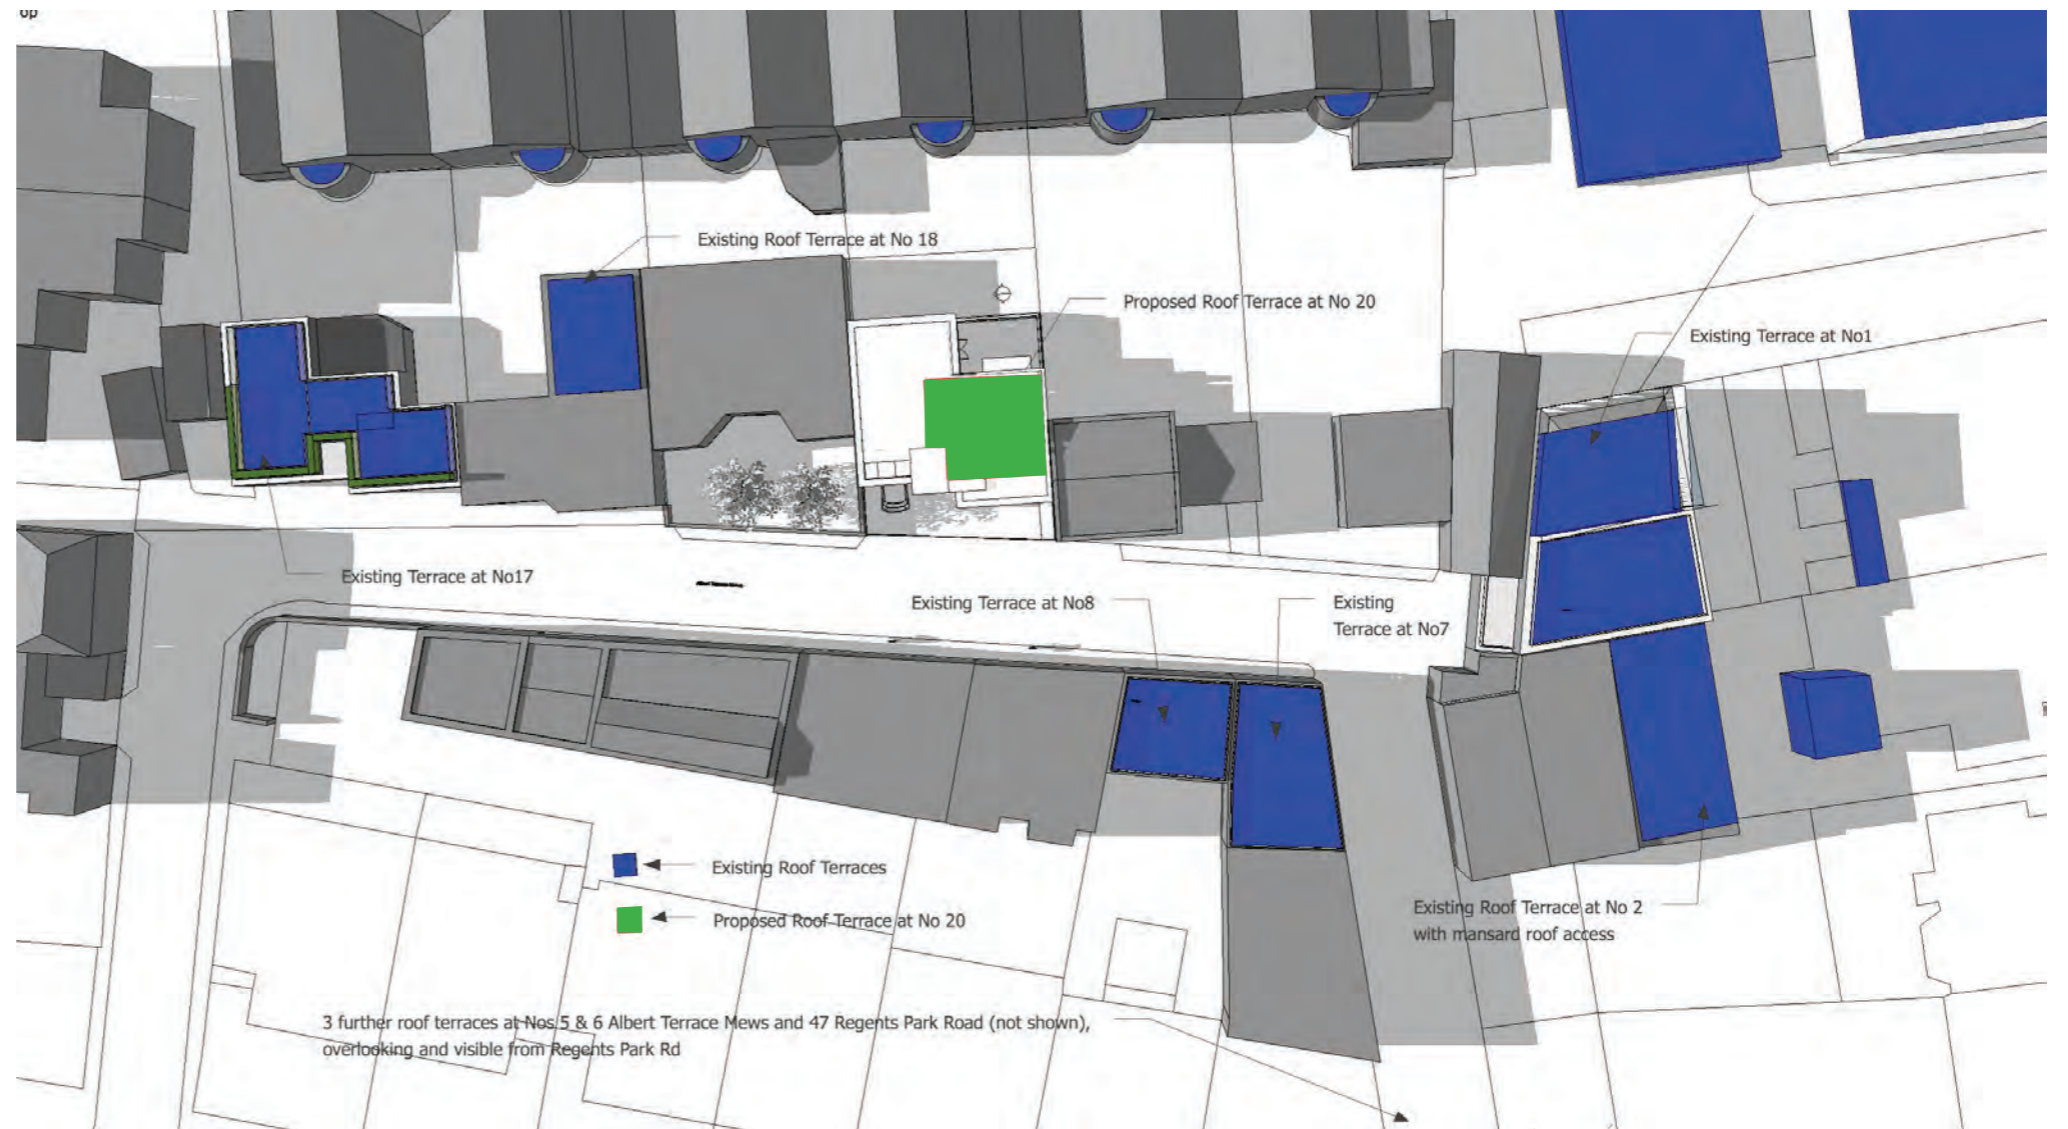 op
Existing Roof Terrace at No 18
Proposed Roof Terrace at No 20
Existing Terrace at No1
Existing Terrace at No17
Existing Terrace at No8
Existing
Terrace at No7
Existing Roof Terraces
Proposed Roof Terrace at No 20
Existing Roof Terrace at No 2
with mansard roof access
3 further roof terraces at Nos 5 & 6 Albert Terrace Mews and 47 Regents Park Road (not shown),
overlooking and visible from Regents Park Rd